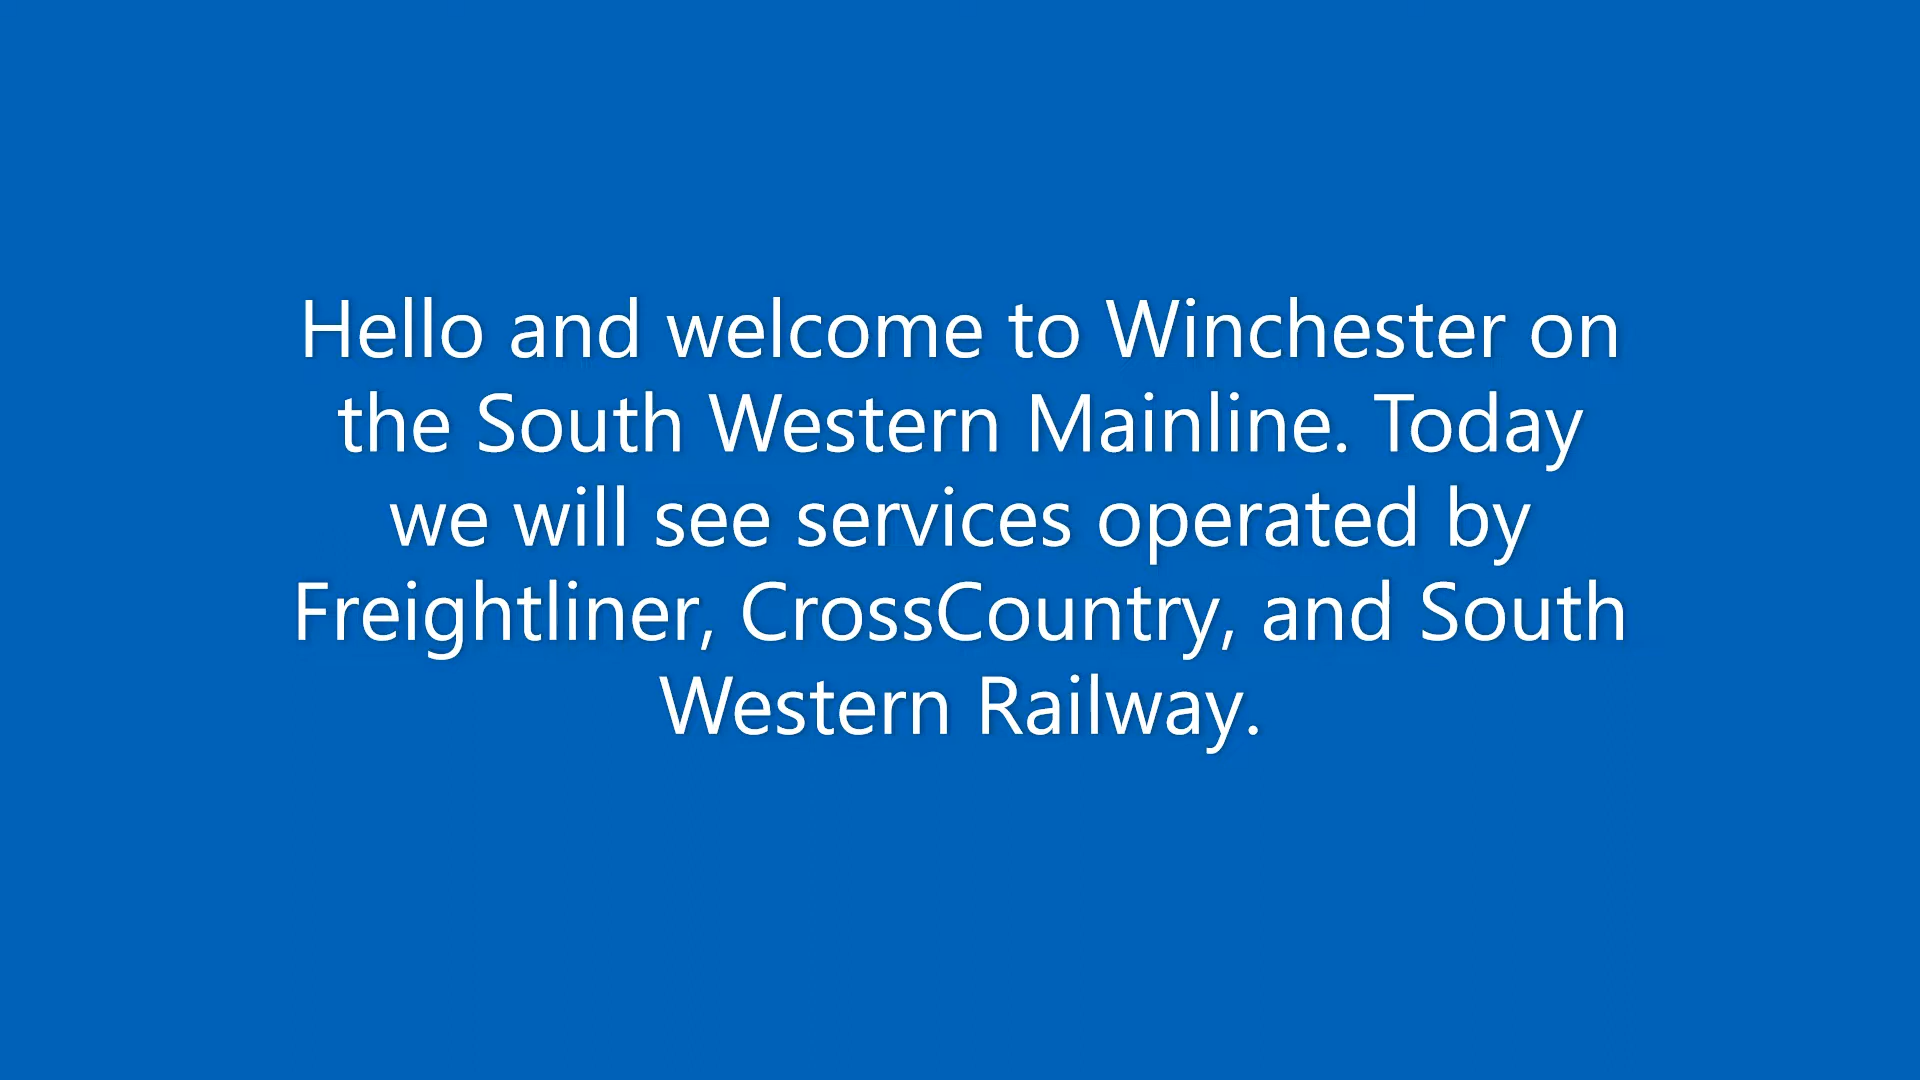 Hello and welcome to Winchester on
the South Western Mainline. Today
we will see services operated by
Freightliner, CrossCountry, and South
Western Railway.